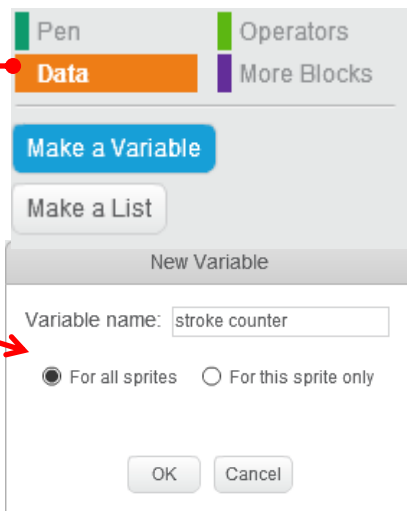 Pen Operators
Data More Blocks
Make a Variable
Make a List
New Variable
Variable name: stroke counter
For all sprites For this sprite only
OK Cancel